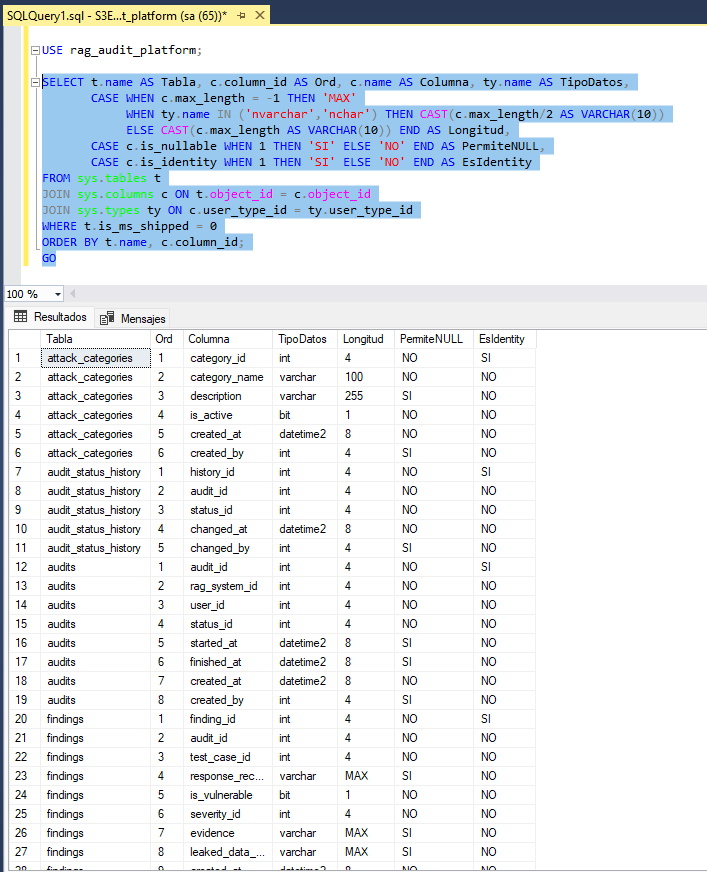 SQLQuery1.sql - S3E...t_platform (sa (65))*
USE rag_audit_platform;
SELECT t.name AS Tabla, c.column_id AS Ord, c.name AS Columna, ty.name AS TipoDatos,
CASE WHEN c.max_length = -1 THEN 'MAX'
WHEN ty.name IN ('nvarchar','nchar') THEN CAST(c.max_length/2 AS VARCHAR(10))
ELSE CAST(c.max_length AS VARCHAR(10)) END AS Longitud,
CASE c.is_nullable WHEN 1 THEN 'SI' ELSE 'NO' END AS PermiteNULL,
CASE c.is_identity WHEN 1 THEN 'SI' ELSE 'NO' END AS EsIdentity
FROM sys.tables t
JOIN sys.columns c ON t.object_id = c.object_id
JOIN sys.types ty ON c.user_type_id = ty.user_type_id
WHERE t.is_ms_shipped = 0
ORDER BY t.name, c.column_id;
GO
100 %
Resultados Mensajes
Tabla Ord Columna TipoDatos Longitud PermiteNULL EsIdentity
1 attack_categories 1 category_id int 4 NO SI
2 attack_categories 2 category_name varchar 100 NO NO
3 attack_categories 3 description varchar 255 SI NO
4 attack_categories 4 is_active bit 1 NO NO
5 attack_categories 5 created_at datetime2 8 NO NO
6 attack_categories 6 created_by int 4 SI NO
7 audit_status_history 1 history_id int 4 NO SI
8 audit_status_history 2 audit_id int 4 NO NO
9 audit_status_history 3 status_id int 4 NO NO
10 audit_status_history 4 changed_at datetime2 8 NO NO
11 audit_status_history 5 changed_by int 4 SI NO
12 audits 1 audit_id int 4 NO SI
13 audits 2 rag_system_id int 4 NO NO
14 audits 3 user_id int 4 NO NO
15 audits 4 status_id int 4 NO NO
16 audits 5 started_at datetime2 8 SI NO
17 audits 6 finished_at datetime2 8 SI NO
18 audits 7 created_at datetime2 8 NO NO
19 audits 8 created_by int 4 SI NO
20 findings 1 finding_id int 4 NO SI
21 findings 2 audit_id int 4 NO NO
22 findings 3 test_case_id int 4 NO NO
23 findings 4 response_rec... varchar MAX SI NO
24 findings 5 is_vulnerable bit 1 NO NO
25 findings 6 severity_id int 4 NO NO
26 findings 7 evidence varchar MAX SI NO
27 findings 8 leaked_data_... varchar MAX SI NO
28 findings 9 created_at datetime2 8 NO NO